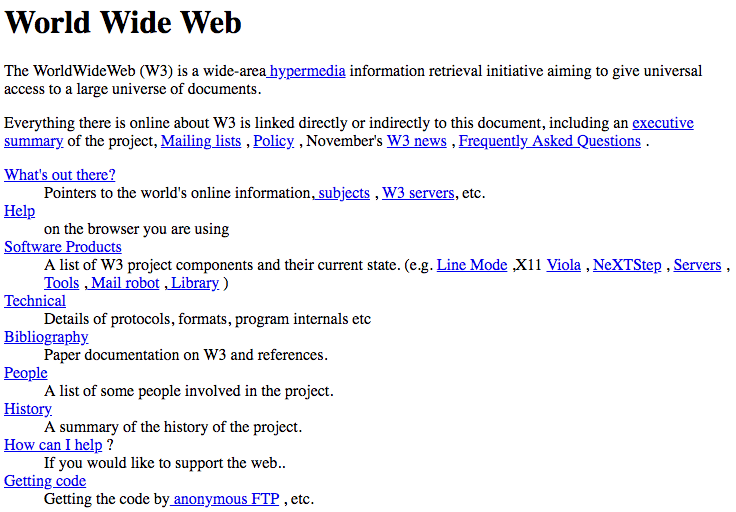 World Wide Web
The WorldWideWeb (W3) is a wide-area hypermedia information retrieval initiative aiming to give universal
access to a large universe of documents.
Everything there is online about W3 is linked directly or indirectly to this document, including an executive
summary of the project, Mailing lists , Policy , November's W3 news , Frequently Asked Questions .
What's out there?
Pointers to the world's online information, subjects , W3 servers, etc.
Help
on the browser you are using
Software Products
A list of W3 project components and their current state. (e.g. Line Mode ,X11 Viola , NeXTStep , Servers ,
Tools , Mail robot , Library )
Technical
Details of protocols, formats, program internals etc
Bibliography
Paper documentation on W3 and references.
People
A list of some people involved in the project.
History
A summary of the history of the project.
How can I help ?
If you would like to support the web..
Getting code
Getting the code by anonymous FTP , etc.